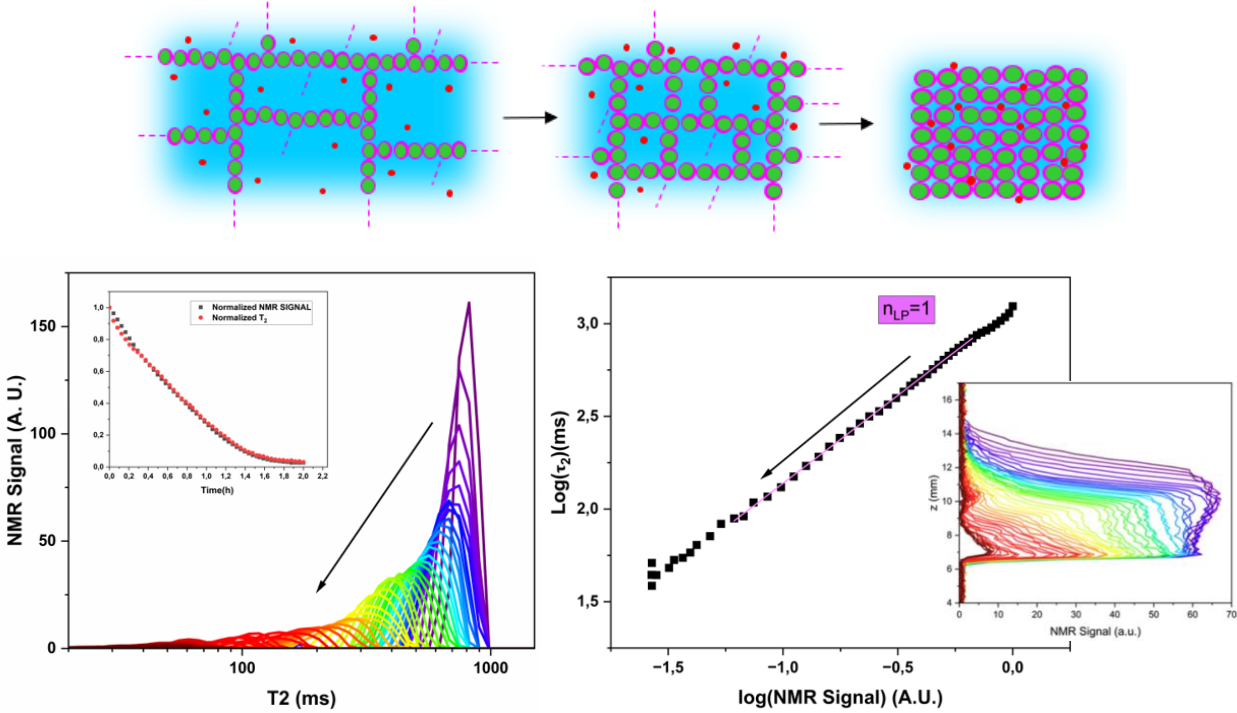 NMR Signal (A. U.)
150
100
50
0
100
1000
T2 (ms)
1,0
0,8
0,6
0,4
0,2
0,0
0,0 0,2 0,4 0,6 0,8 1,0 1,2 1,4 1,6 1,8 2,0 2,2
Time(h)
Normalized NMR SIGNAL
Normalized T2
Log(τ2)(ms)
3,0
2,5
2,0
1,5
−1,5 −1,0 −0,5 0,0
log(NMR Signal) (A.U.)
nLP=1
z (mm)
16
14
12
10
8
6
4
0 10 20 30 40 50 60 70
NMR Signal (a.u.)